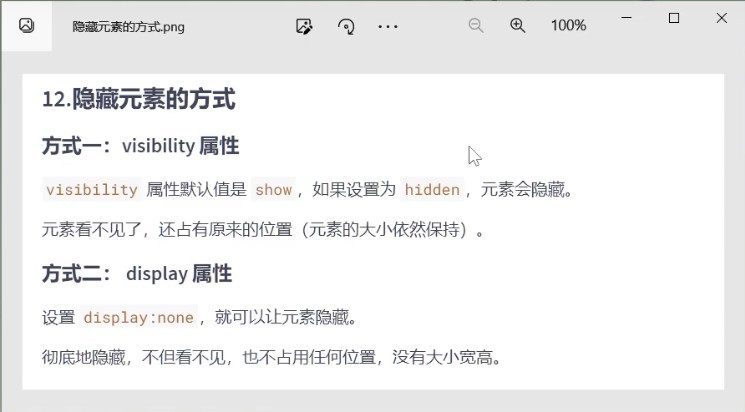 隐藏元素的方式.png
100%
12.隐藏元素的方式
方式一：visibility 属性
visibility 属性默认值是 show，如果设置为 hidden，元素会隐藏。
元素看不见了，还占有原来的位置（元素的大小依然保持）。
方式二： display 属性
设置 display:none，就可以让元素隐藏。
彻底地隐藏，不但看不见，也不占用任何位置，没有大小宽高。